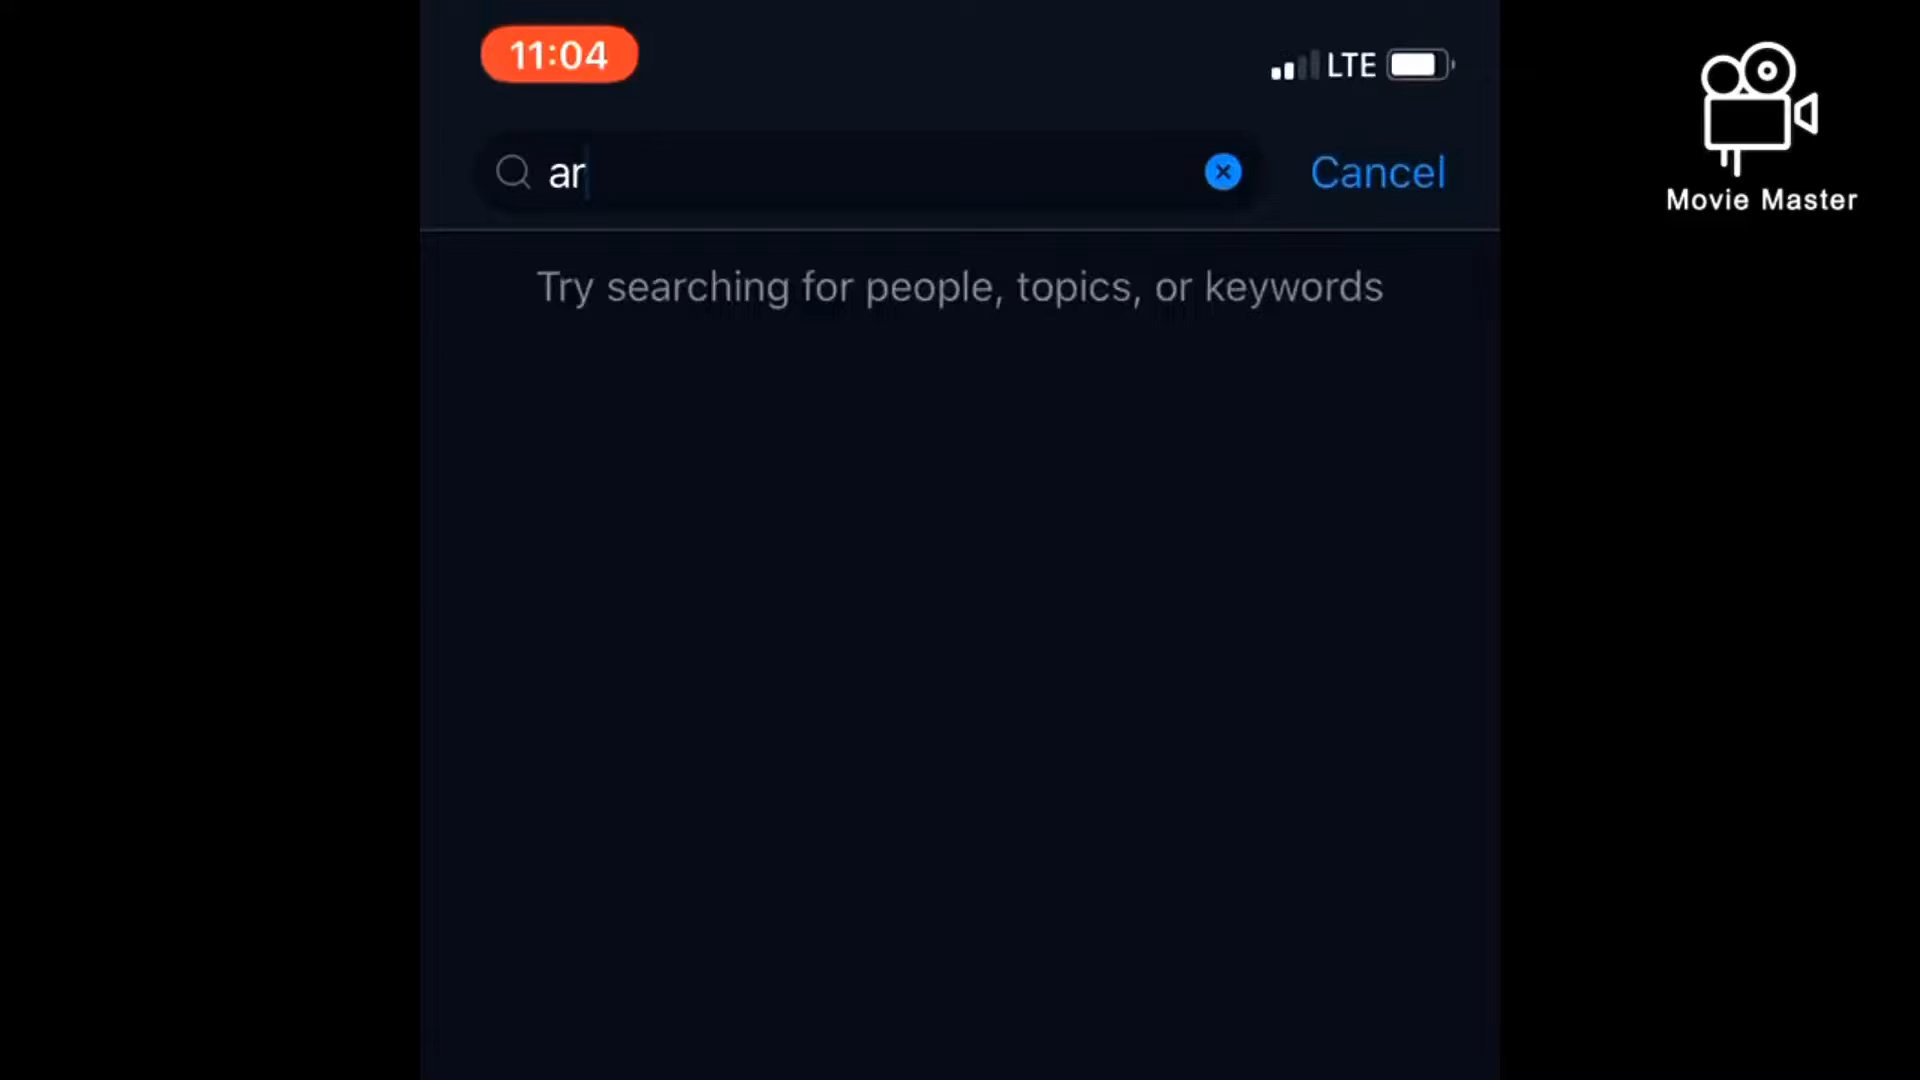 11:04
LTE
ar
Cancel
Try searching for people, topics, or keywords
Movie Master